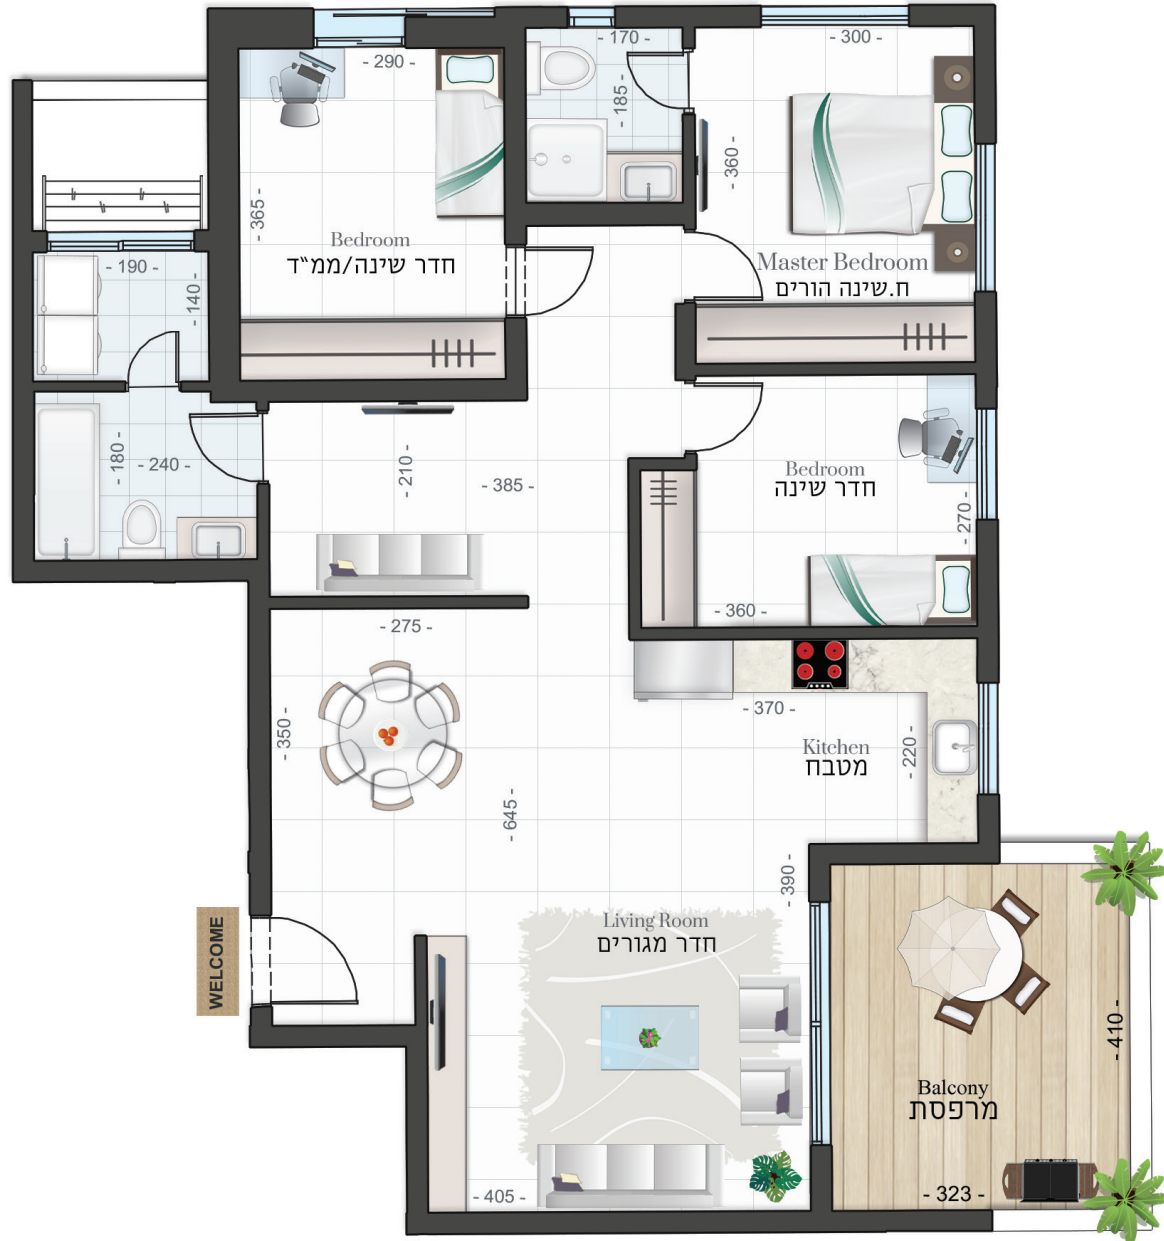 - 170 -
- 300 -
- 290 -
- 185 -
- 360 -
- 365 -
Bedroom
חדר שינה/ממ"ד
Master Bedroom
ח.שינה הורים
- 190 -
- 140 -
- 180 -
- 240 -
- 210 -
- 385 -
Bedroom
חדר שינה
- 270 -
- 360 -
- 275 -
- 350 -
- 370 -
Kitchen
מטבח
- 220 -
- 645 -
- 390 -
Living Room
חדר מגורים
WELCOME
- 410 -
Balcony
מרפסת
- 405 -
- 323 -